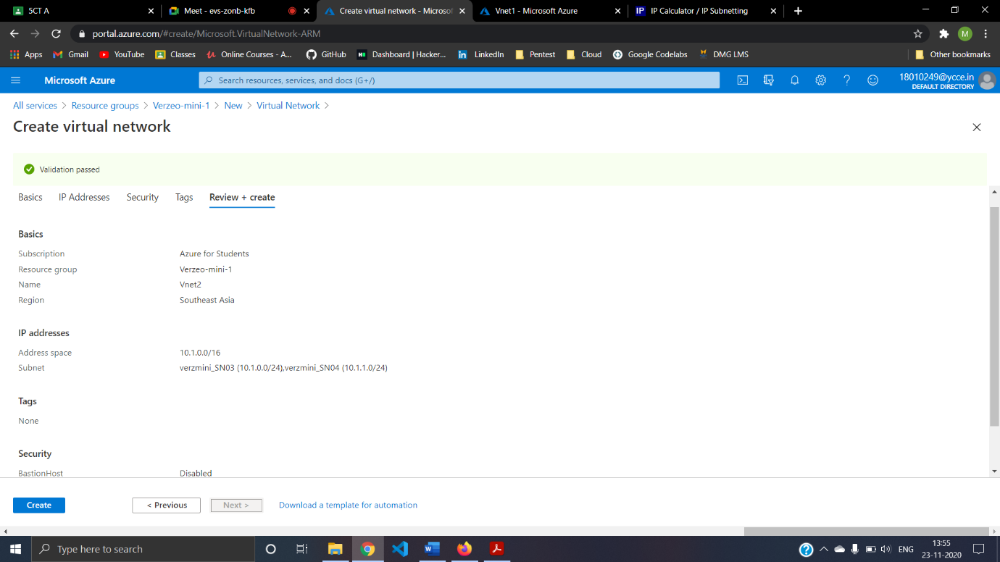 5CT A
Meet - evs-zonb-kfb
Create virtual network - Microsof
Vnet1 - Microsoft Azure
IP IP Calculator / IP Subnetting
portal.azure.com/#create/Microsoft.VirtualNetwork-ARM
M
Apps
Gmail
YouTube
Classes
Online Courses - A...
GitHub
Dashboard | Hacker...
LinkedIn
Pentest
Cloud
Google Codelabs
DMG LMS
Other bookmarks
Microsoft Azure
Search resources, services, and docs (G+/)
18010249@ycce.in
DEFAULT DIRECTORY
All services > Resource groups > Verzeo-mini-1 > New > Virtual Network >
Create virtual network
Validation passed
Basics IP Addresses Security Tags Review + create
Basics
Subscription Azure for Students
Resource group Verzeo-mini-1
Name Vnet2
Region Southeast Asia
IP addresses
Address space 10.1.0.0/16
Subnet verzmini_SN03 (10.1.0.0/24),verzmini_SN04 (10.1.1.0/24)
Tags
None
Security
BastionHost Disabled
Create < Previous Next > Download a template for automation
Type here to search
ENG
13:55
23-11-2020